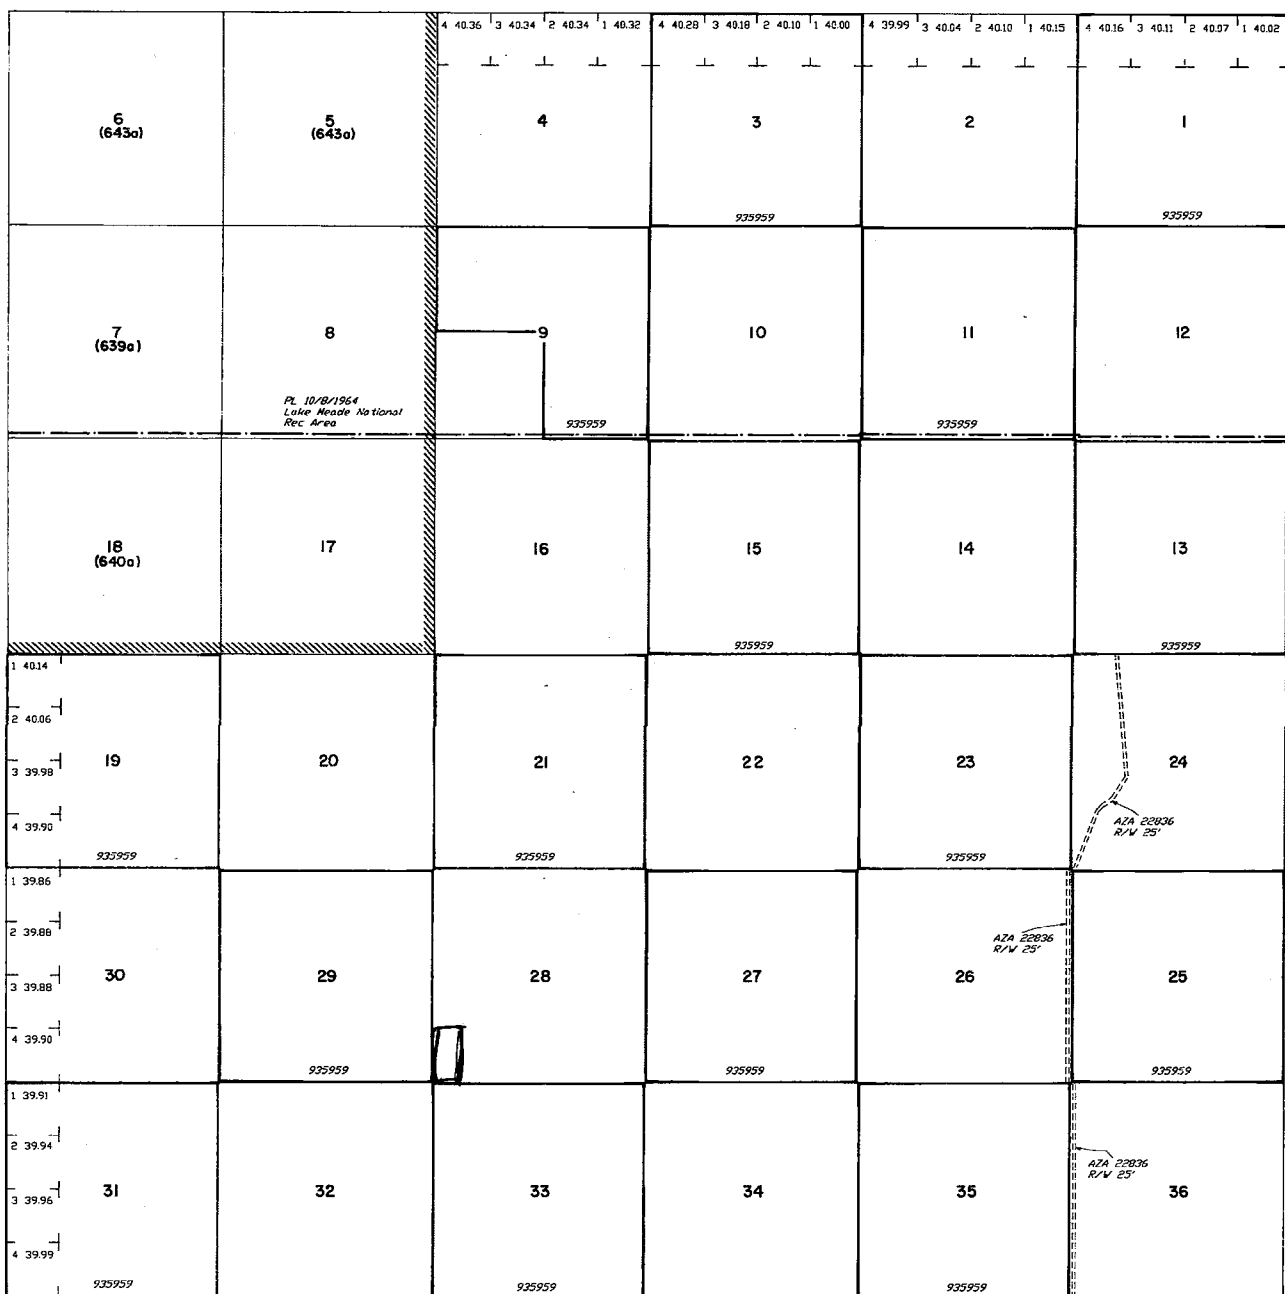 4 40.36 3 40.34 2 40.34 1 40.32 4 40.28 3 40.18 2 40.10 1 40.00 4 39.99 3 40.04 2 40.10 1 40.15 4 40.16 3 40.11 2 40.07 1 40.02
6 5 4 3 2 1
(643a) (643a)
935959 935959
7 8 9 10 11 12
(639a)
PL 10/8/1964
Lake Meade National
Rec Area
935959 935959
18 17 16 15 14 13
(640a)
935959 935959
1 40.14
2 40.06
19 20 21 22 23 24
3 39.98
4 39.90
AZA 22836
R/W 25'
935959 935959 935959
1 39.86
2 39.88
AZA 22836
R/W 25'
30 29 28 27 26 25
3 39.88
4 39.90
935959 935959 935959
1 39.91
2 39.94
AZA 22836
R/W 25'
31 32 33 34 35 36
3 39.96
4 39.99
935959 935959 935959